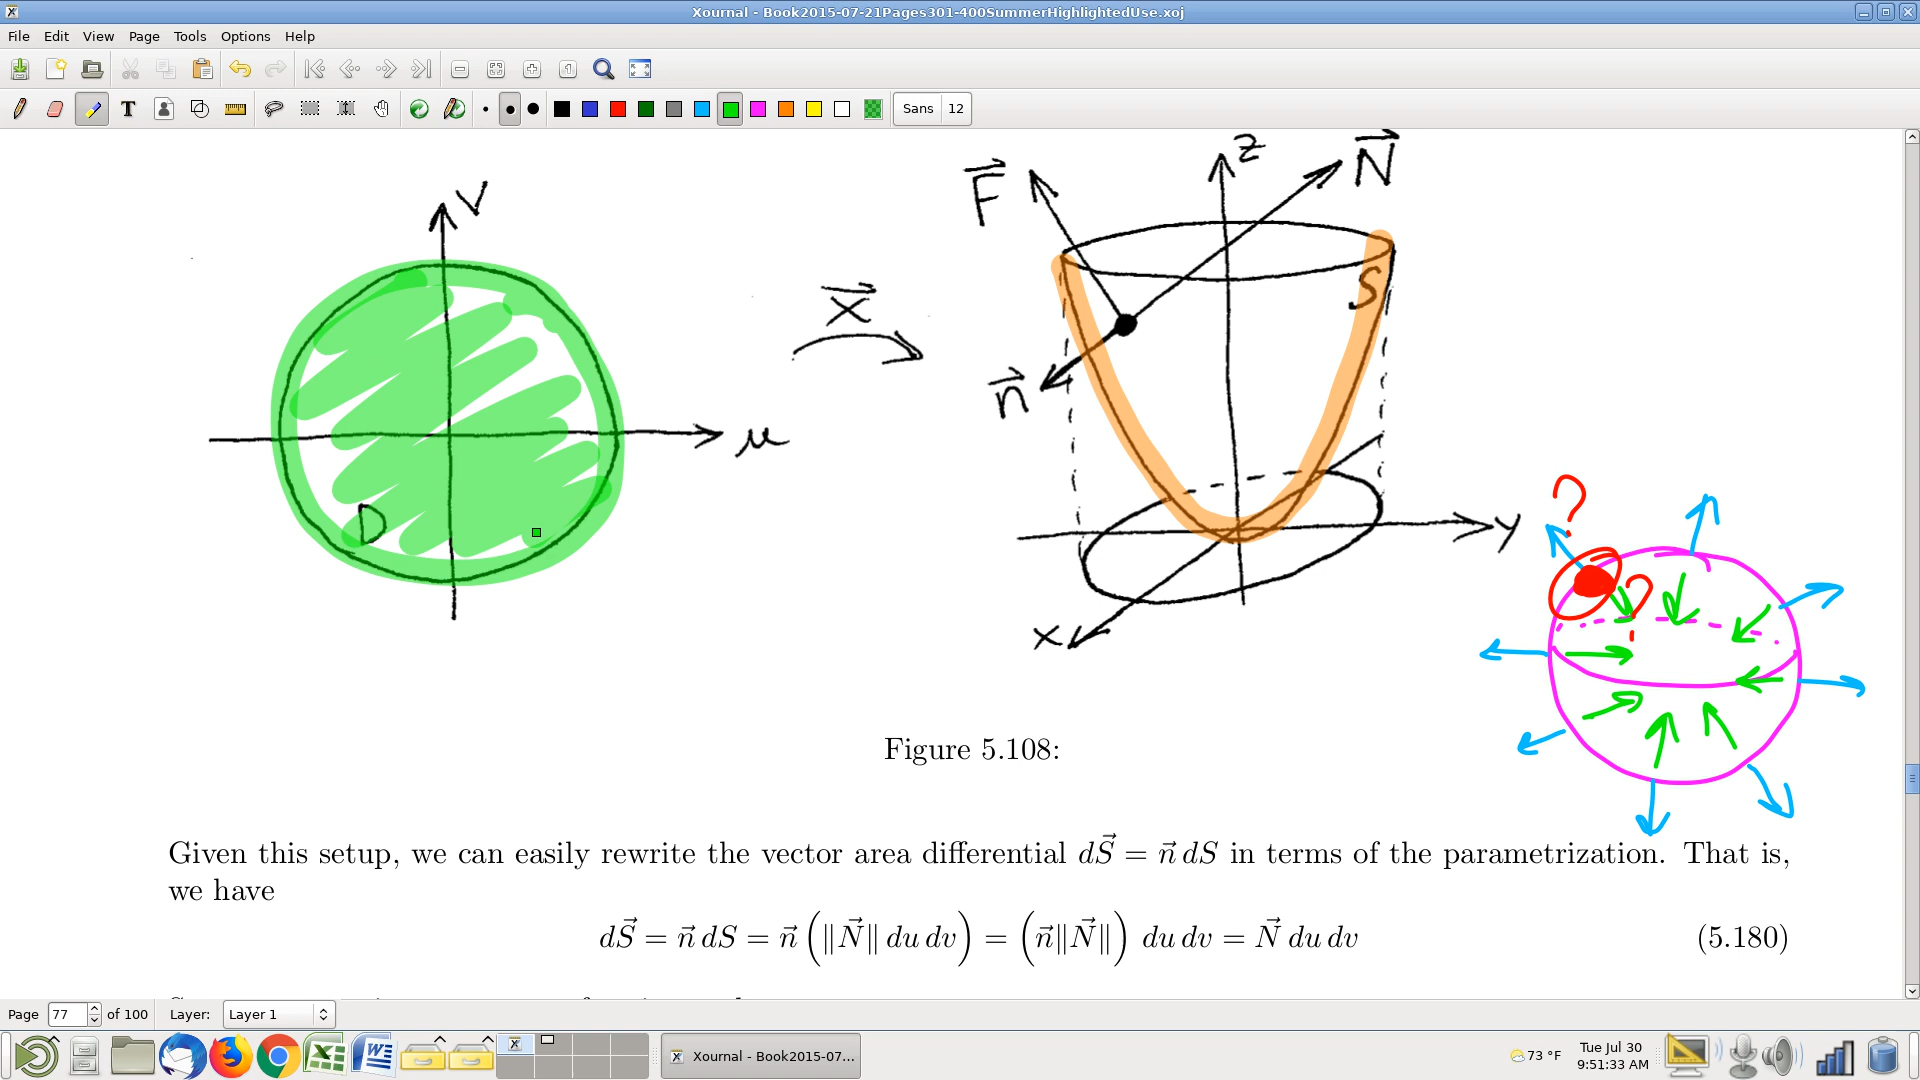 Xournal - Book2015-07-21Pages301-400SummerHighlightedUse.xoj
File Edit View Page Tools Options Help
Sans 12
V
μ
D
X⃗
F⃗
z
N⃗
S
n⃗
y
x
?
?
Figure 5.108:
Given this setup, we can easily rewrite the vector area differential dS⃗ = n⃗ dS in terms of the parametrization. That is,
we have
dS⃗ = n⃗ dS = n⃗ (‖N⃗‖ du dv) = (n⃗‖N⃗‖) du dv = N⃗ du dv (5.180)
Page 77 of 100 Layer: Layer 1
Xournal - Book2015-07...
73 °F
Tue Jul 30
9:51:33 AM